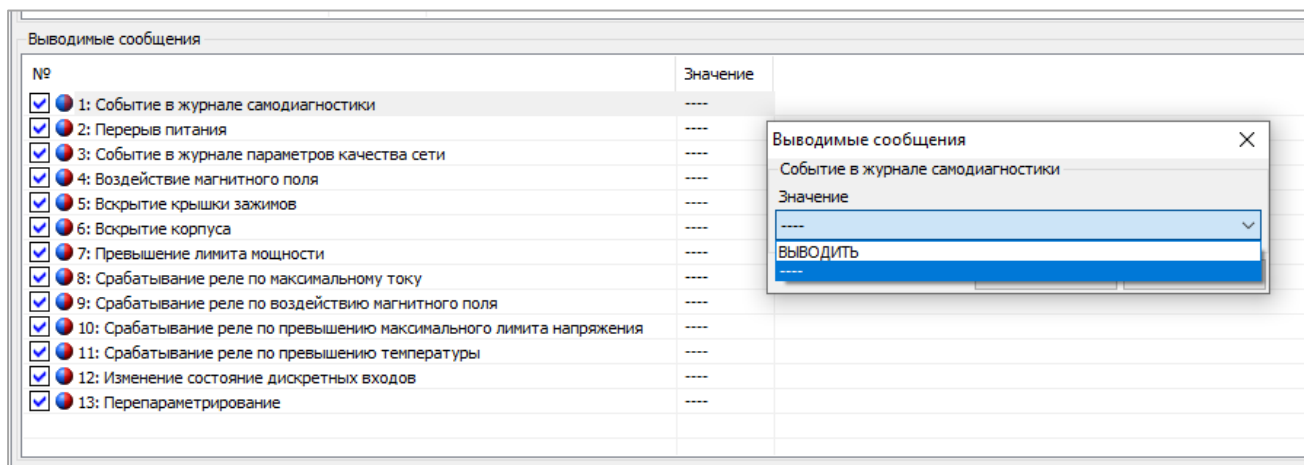 Выводимые сообщения
№ Значение
1: Событие в журнале самодиагностики ----
2: Перерыв питания ----
3: Событие в журнале параметров качества сети ----
4: Воздействие магнитного поля ----
5: Вскрытие крышки зажимов ----
6: Вскрытие корпуса ----
7: Превышение лимита мощности ----
8: Срабатывание реле по максимальному току ----
9: Срабатывание реле по воздействию магнитного поля ----
10: Срабатывание реле по превышению максимального лимита напряжения ----
11: Срабатывание реле по превышению температуры ----
12: Изменение состояние дискретных входов ----
13: Перепараметрирование ----
Выводимые сообщения
Событие в журнале самодиагностики
Значение
----
ВЫВОДИТЬ
----